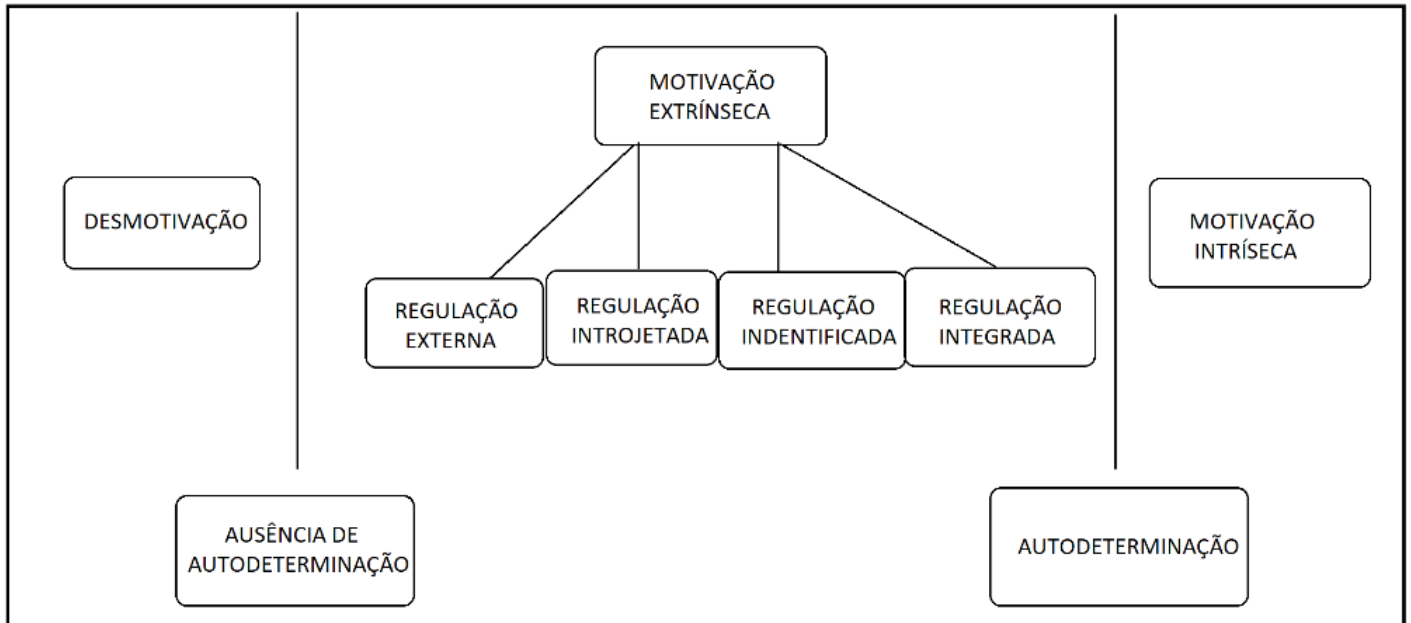 MOTIVAÇÃO
EXTRÍNSECA
DESMOTIVAÇÃO
MOTIVAÇÃO
INTRÍSECA
REGULAÇÃO
EXTERNA
REGULAÇÃO
INTROJETADA
REGULAÇÃO
INDENTIFICADA
REGULAÇÃO
INTEGRADA
AUSÊNCIA DE
AUTODETERMINAÇÃO
AUTODETERMINAÇÃO